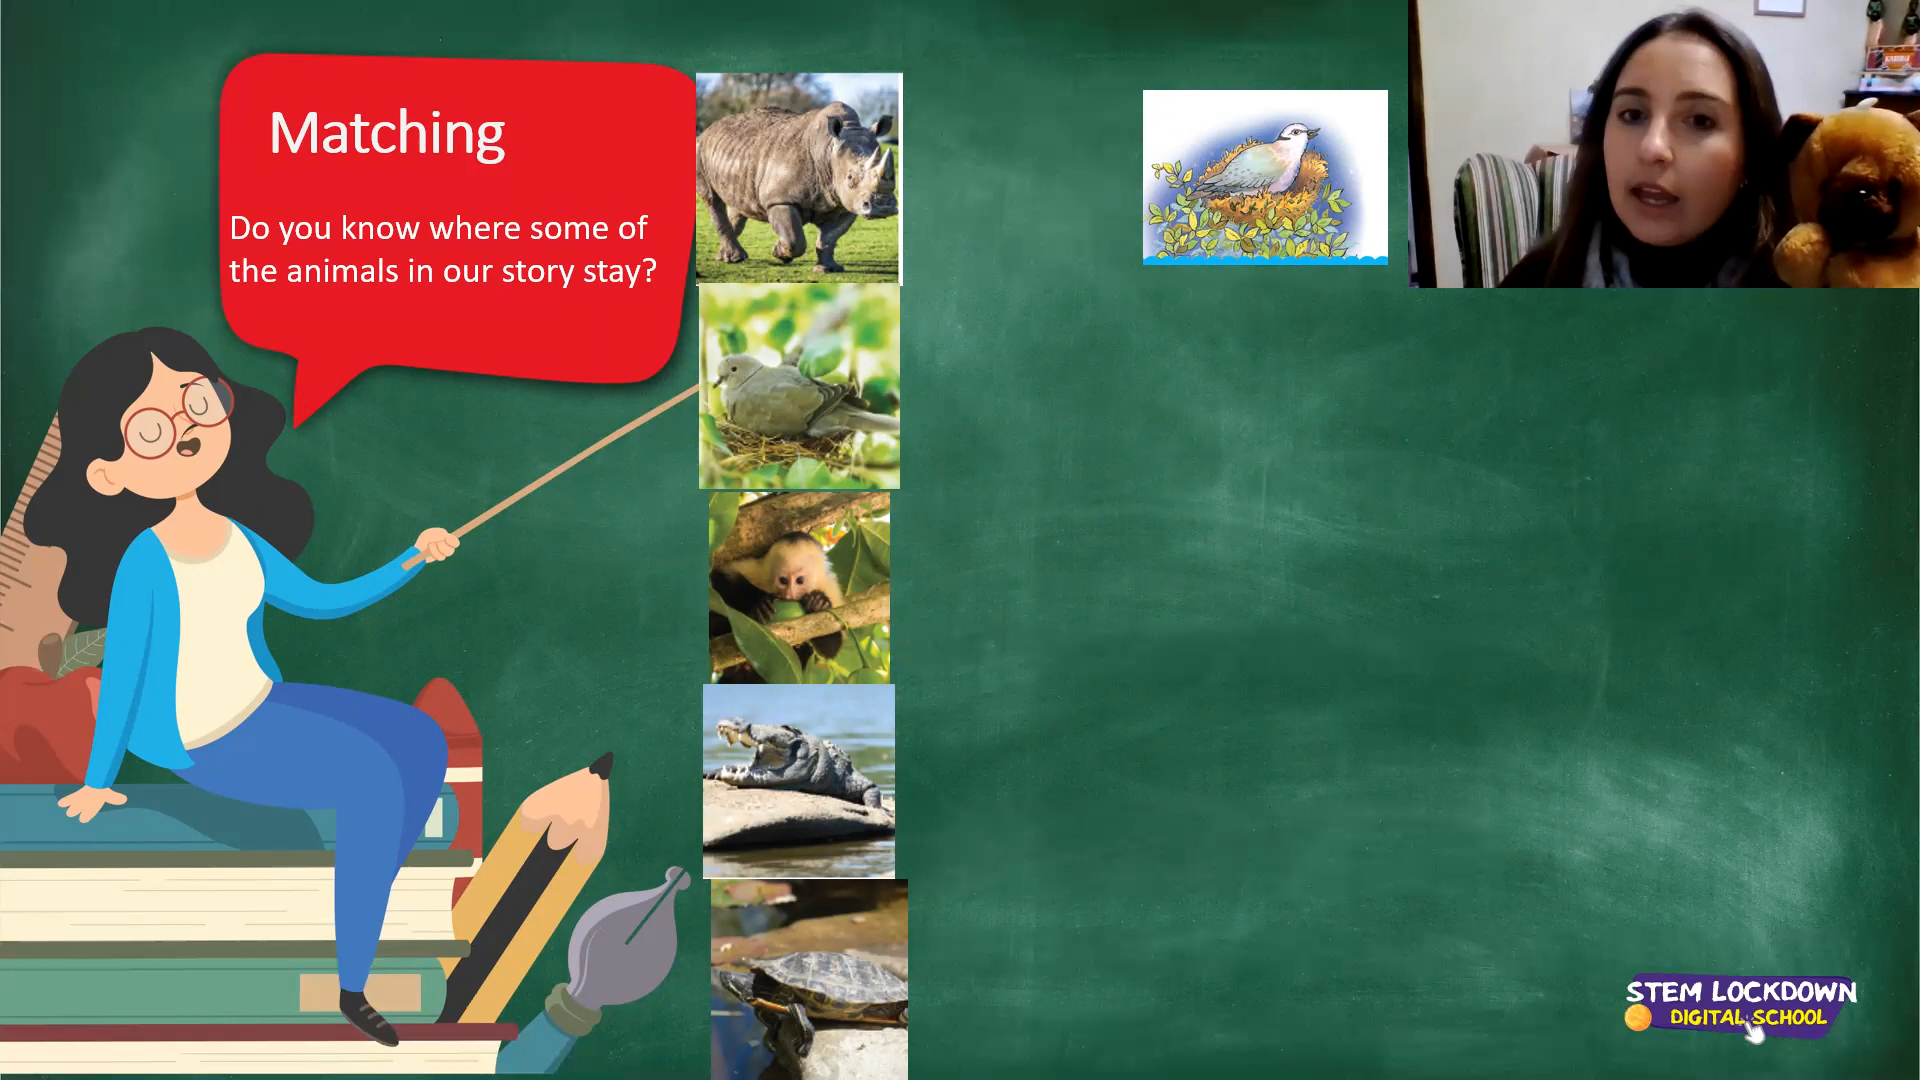 Matching
Do you know where some of
the animals in our story stay?
STEM LOCKDOWN
DIGITAL SCHOOL